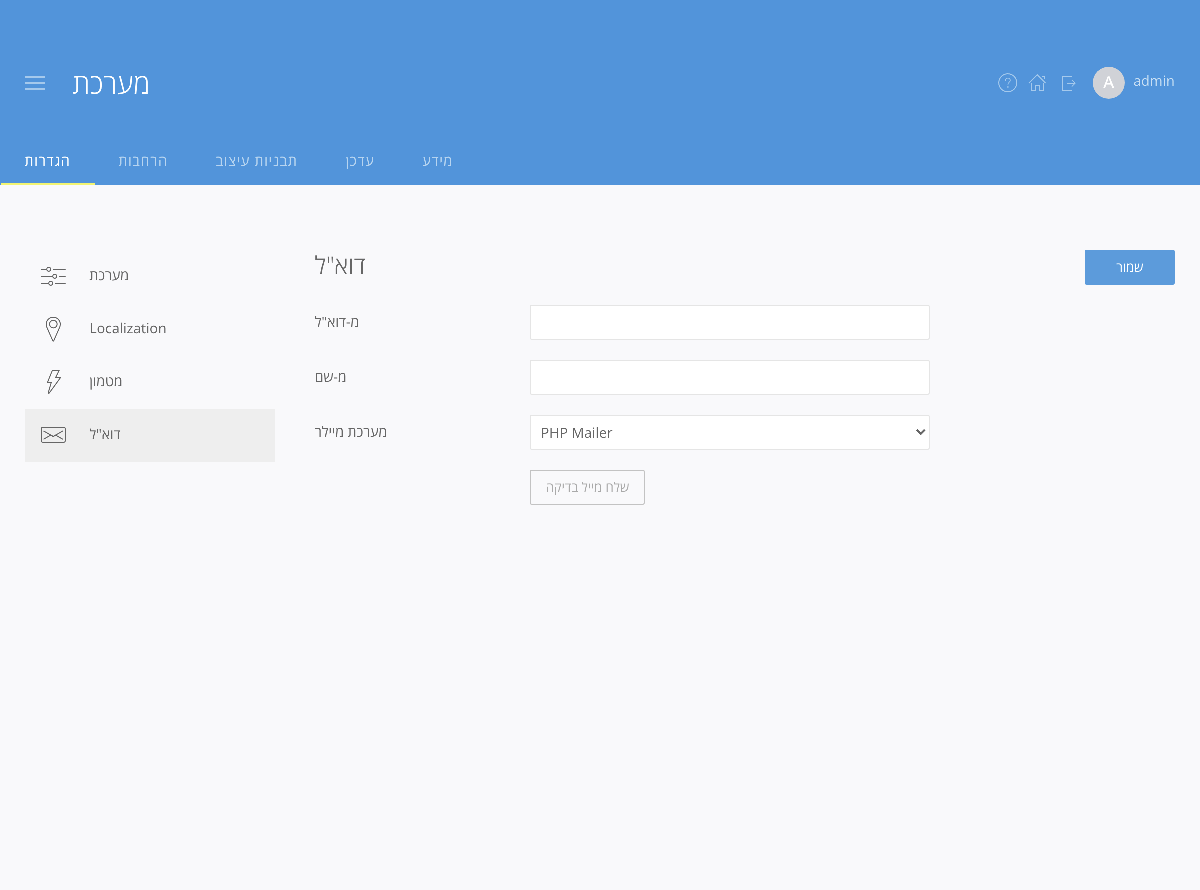 מערכת
A admin
הגדרות הרחבות תבניות עיצוב עדכן מידע
מערכת
Localization
מטמון
דוא"ל
דוא"ל
שמור
מ-דוא"ל
מ-שם
מערכת מיילר
PHP Mailer
שלח מייל בדיקה